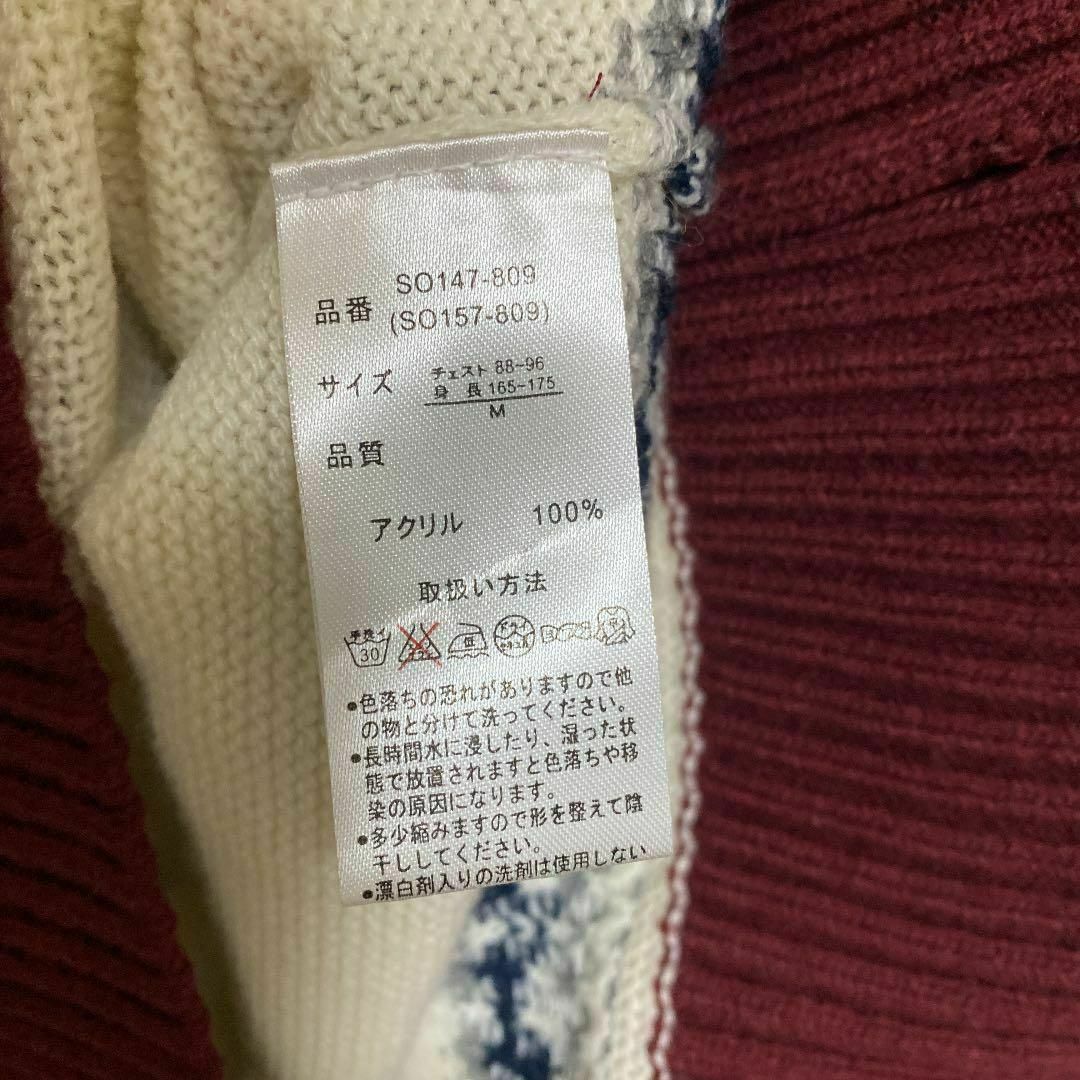 品番 SO147-809
(SO157-809)
サイズ チェスト 88-96
身 長 165-175
M
品質
アクリル 100%
取扱い方法
手洗イ
30
•色落ちの恐れがありますので他
の物と分けて洗ってください。
•長時間水に浸したり、湿った状
態で放置されますと色落ちや移
染の原因になります。
•多少縮みますので形を整えて陰
干ししてください。
•漂白剤入りの洗剤は使用しない